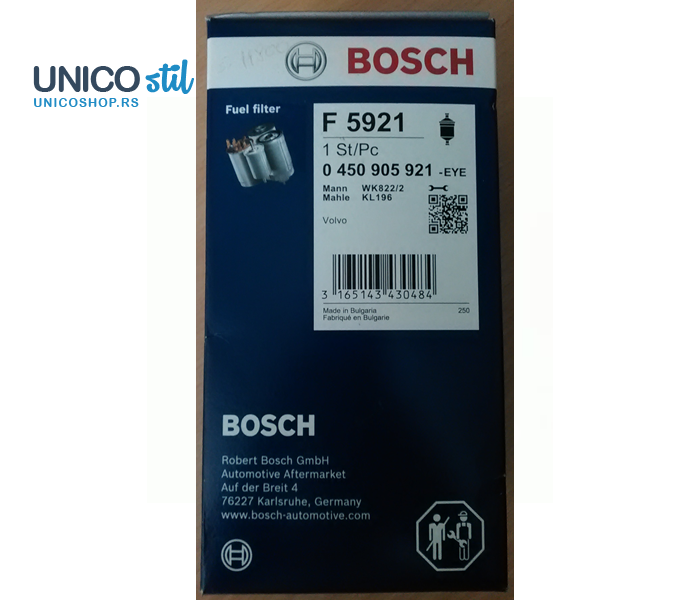 UNICO stil
UNICOSHOP.RS
BOSCH
Fuel filter
F 5921
1 St/Pc
0 450 905 921 -EYE
Mann WK822/2
Mahle KL196
Volvo
3 165143 430484
Made in Bulgaria 250
Fabriqué en Bulgarie
BOSCH
Robert Bosch GmbH
Automotive Aftermarket
Auf der Breit 4
76227 Karlsruhe, Germany
www.bosch-automotive.com